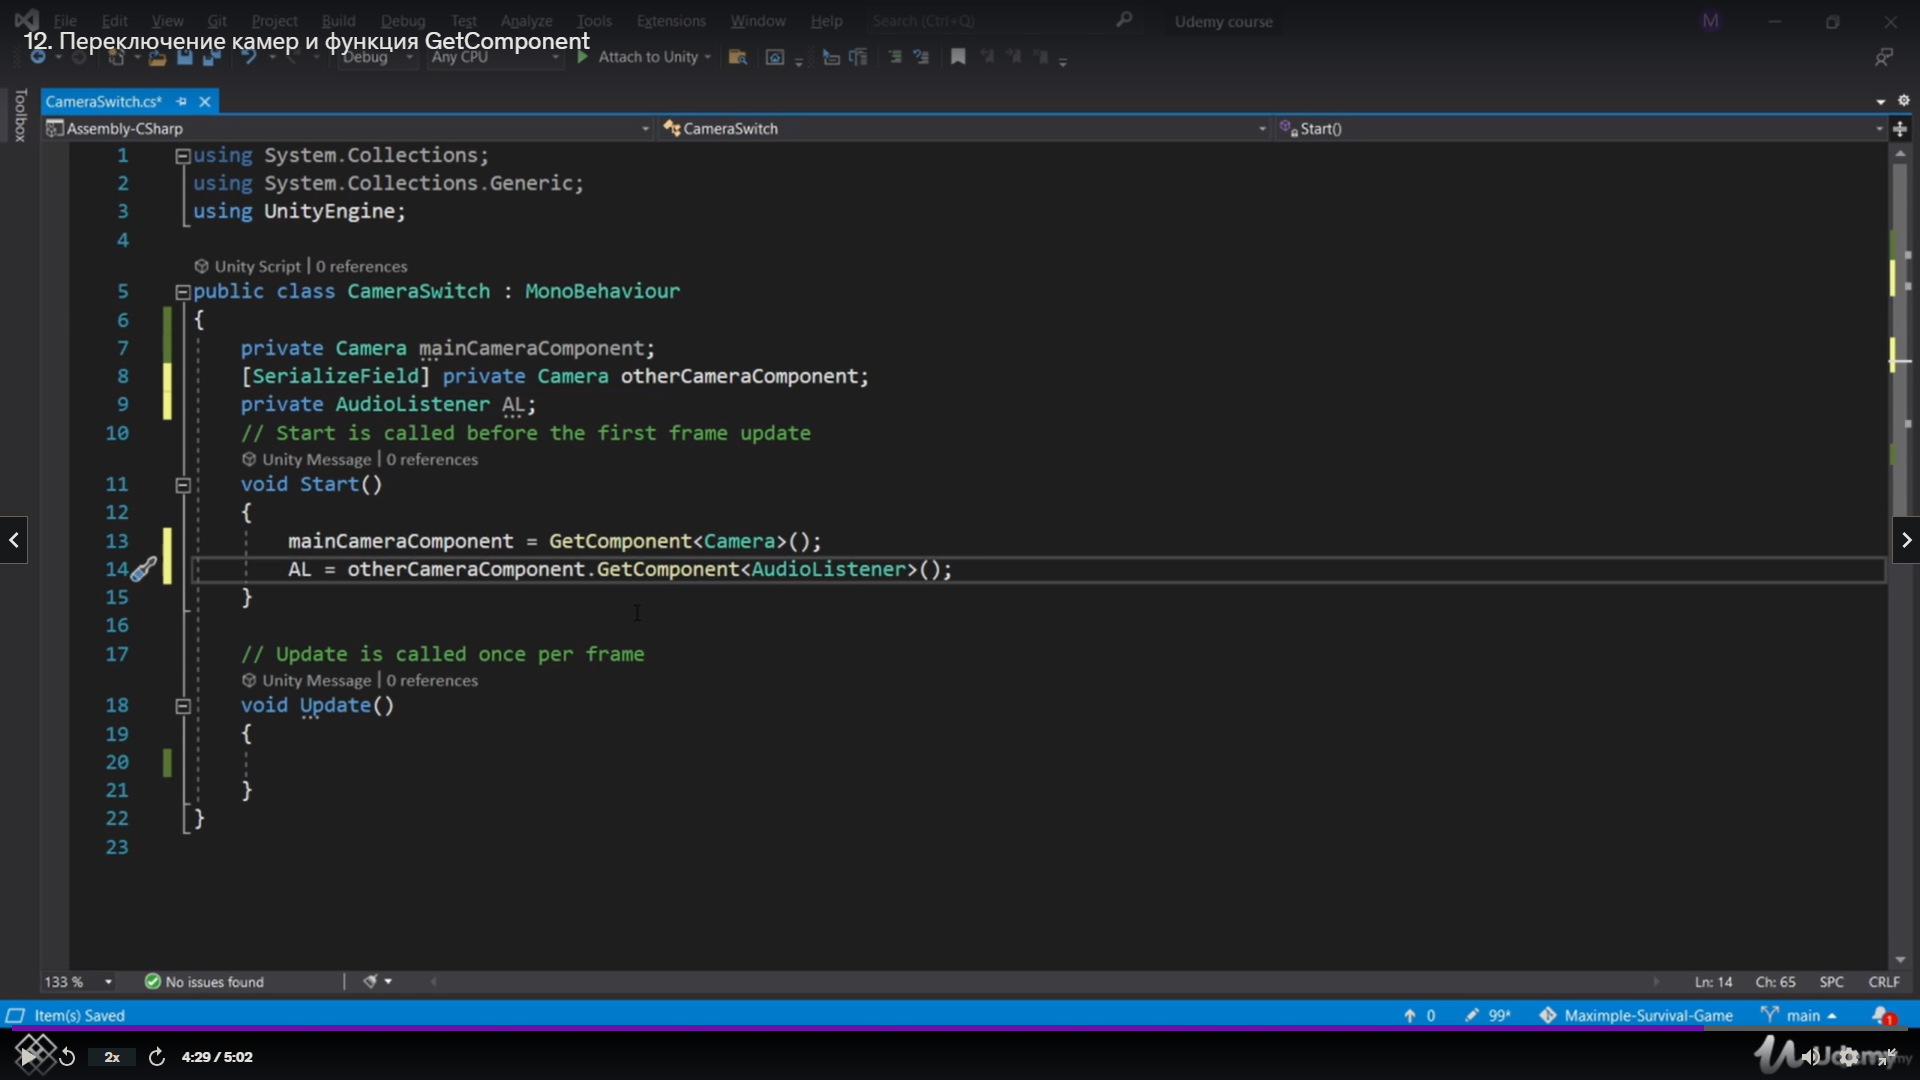 File Edit View Git Project Build Debug Test Analyze Tools Extensions Window Help Search (Ctrl+Q) Udemy course M
12. Переключение камер и функция GetComponent
Debug Any CPU Attach to Unity
Toolbox
CameraSwitch.cs*
Assembly-CSharp CameraSwitch Start()
1 using System.Collections;
2 using System.Collections.Generic;
3 using UnityEngine;
4
Unity Script | 0 references
5 public class CameraSwitch : MonoBehaviour
6 {
7 private Camera mainCameraComponent;
8 [SerializeField] private Camera otherCameraComponent;
9 private AudioListener AL;
10 // Start is called before the first frame update
Unity Message | 0 references
11 void Start()
12 {
13 mainCameraComponent = GetComponent<Camera>();
14 AL = otherCameraComponent.GetComponent<AudioListener>();
15 }
16
17 // Update is called once per frame
Unity Message | 0 references
18 void Update()
19 {
20
21 }
22 }
23
133 % No issues found Ln: 14 Ch: 65 SPC CRLF
Item(s) Saved 0 99* Maximple-Survival-Game main 1
2x 4:29 / 5:02 Udemy